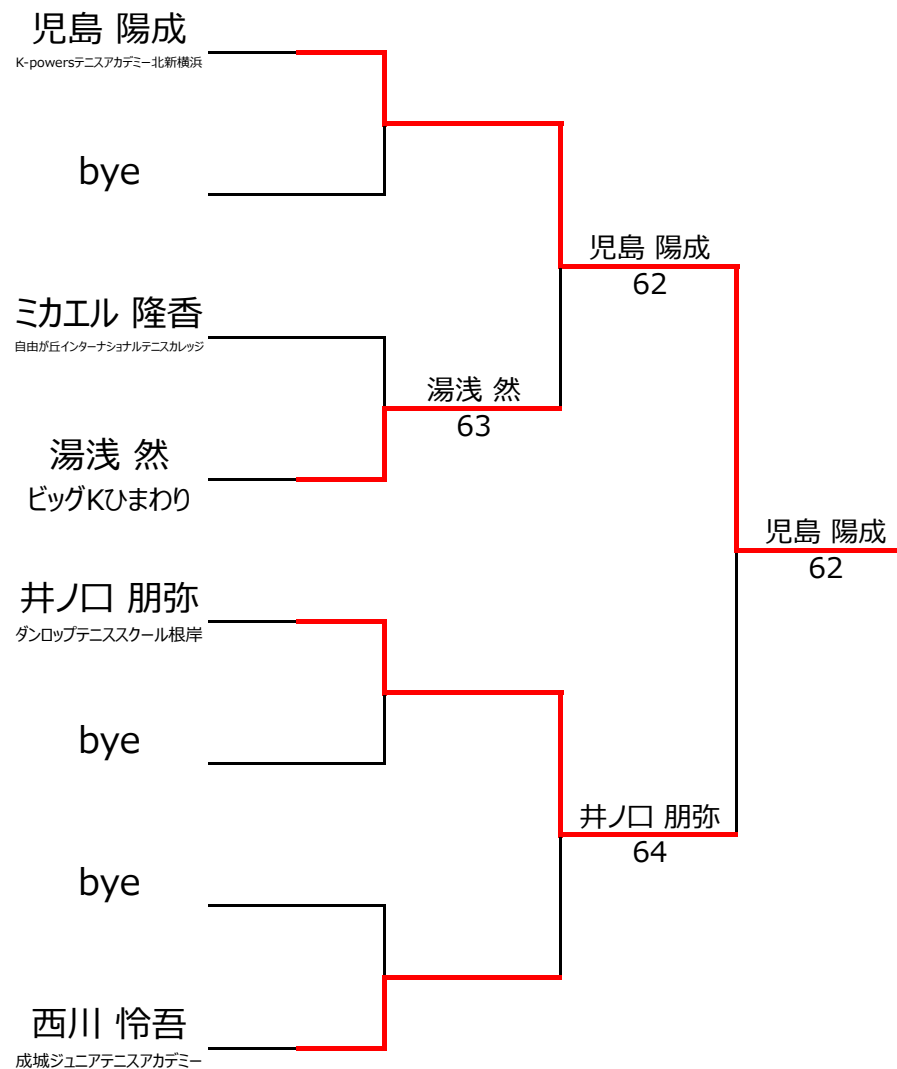 児島 陽成
K-powersテニスアカデミー北新横浜
bye
児島 陽成
62
ミカエル 隆香
自由が丘インターナショナルテニスカレッジ
湯浅 然
63
湯浅 然
ビッグKひまわり
児島 陽成
62
井ノ口 朋弥
ダンロップテニススクール根岸
bye
井ノ口 朋弥
64
bye
西川 怜吾
成城ジュニアテニスアカデミー